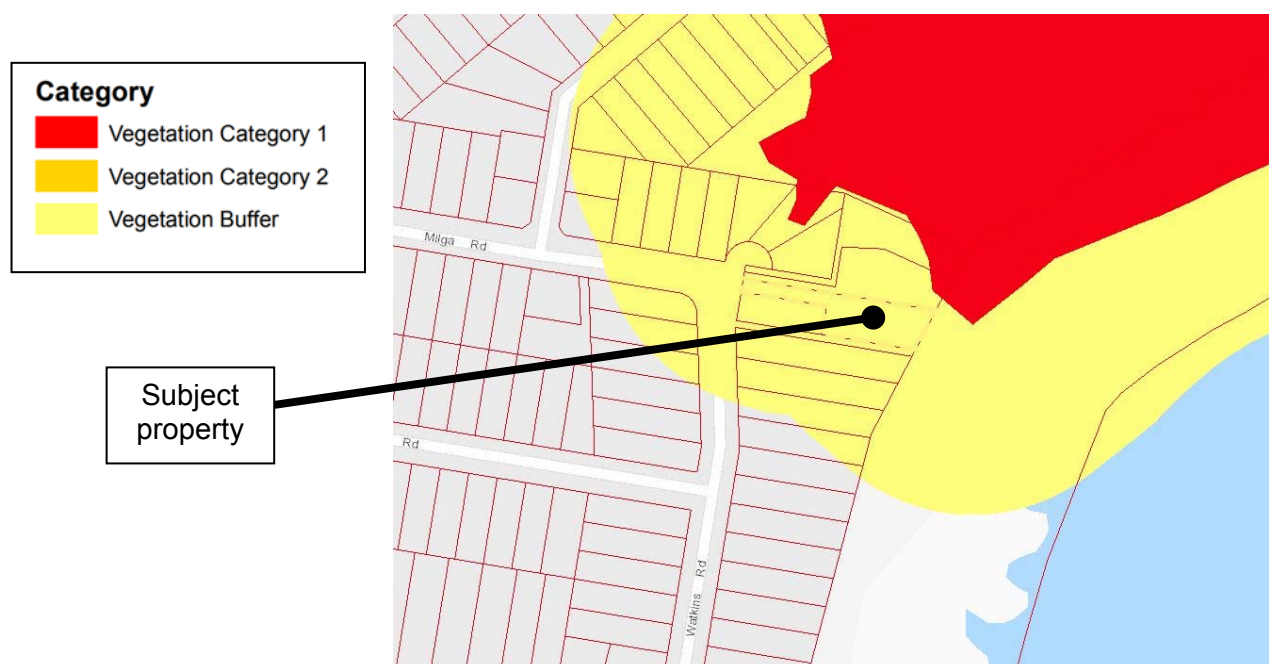 Category
Vegetation Category 1
Vegetation Category 2
Vegetation Buffer
Subject
property
Milga Rd
Rd
Watkins Rd